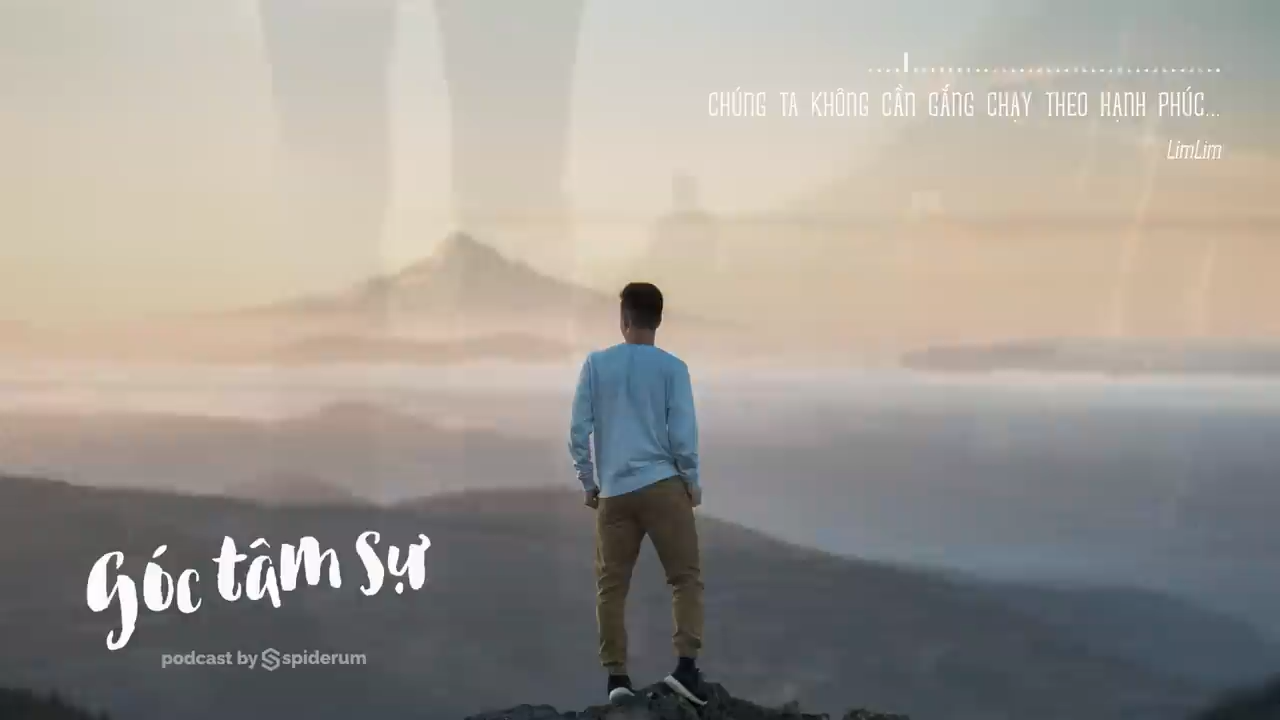 CHÚNG TA KHÔNG CẦN GẮNG CHẠY THEO HẠNH PHÚC...
LimLim
góc tâm sự
podcast by spiderum